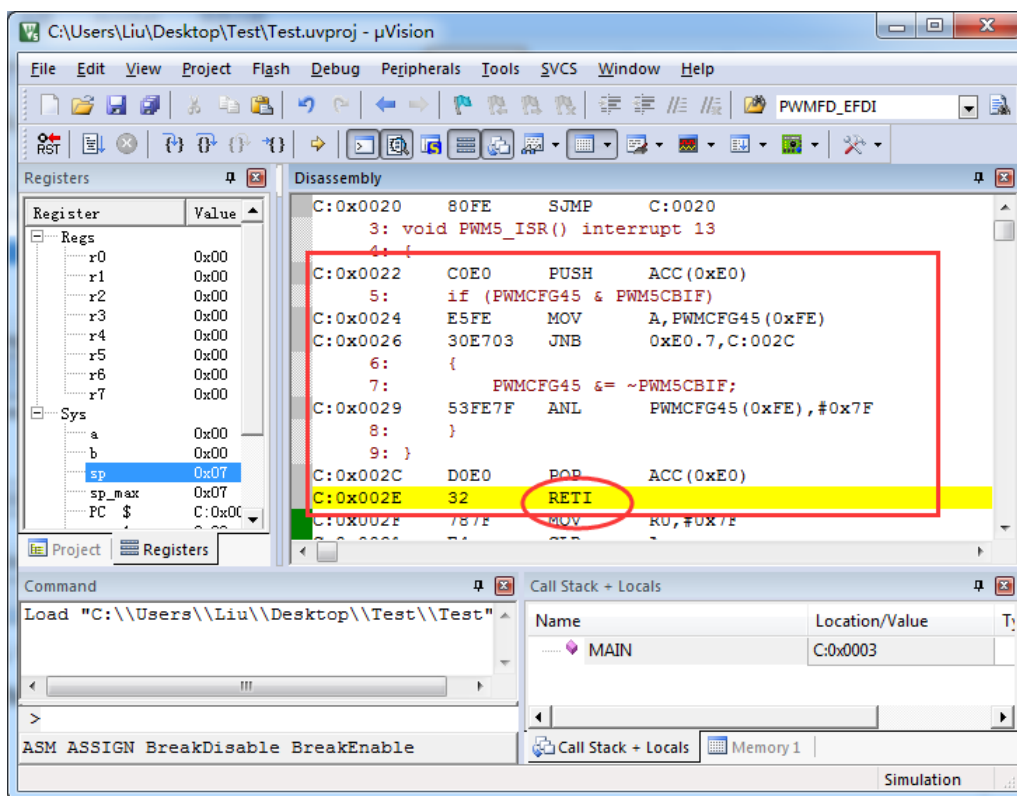 C:\Users\Liu\Desktop\Test\Test.uvproj - µVision
File Edit View Project Flash Debug Peripherals Tools SVCS Window Help
PWMFD_EFDI
RST
Registers
Register Value
Regs
r0 0x00
r1 0x00
r2 0x00
r3 0x00
r4 0x00
r5 0x00
r6 0x00
r7 0x00
Sys
a 0x00
b 0x00
sp 0x07
sp_max 0x07
PC $ C:0x00
Project Registers
Disassembly
C:0x0020 80FE SJMP C:0020
3: void PWM5_ISR() interrupt 13
4: {
C:0x0022 C0E0 PUSH ACC(0xE0)
5: if (PWMCFG45 & PWM5CBIF)
C:0x0024 E5FE MOV A,PWMCFG45(0xFE)
C:0x0026 30E703 JNB 0xE0.7,C:002C
6: {
7: PWMCFG45 &= ~PWM5CBIF;
C:0x0029 53FE7F ANL PWMCFG45(0xFE),#0x7F
8: }
9: }
C:0x002C D0E0 POP ACC(0xE0)
C:0x002E 32 RETI
C:0x002F 787F MOV R0,#0x7F
Command
Load "C:\\Users\\Liu\\Desktop\\Test\\Test"
>
ASM ASSIGN BreakDisable BreakEnable
Call Stack + Locals
Name Location/Value
MAIN C:0x0003
Call Stack + Locals Memory 1
Simulation